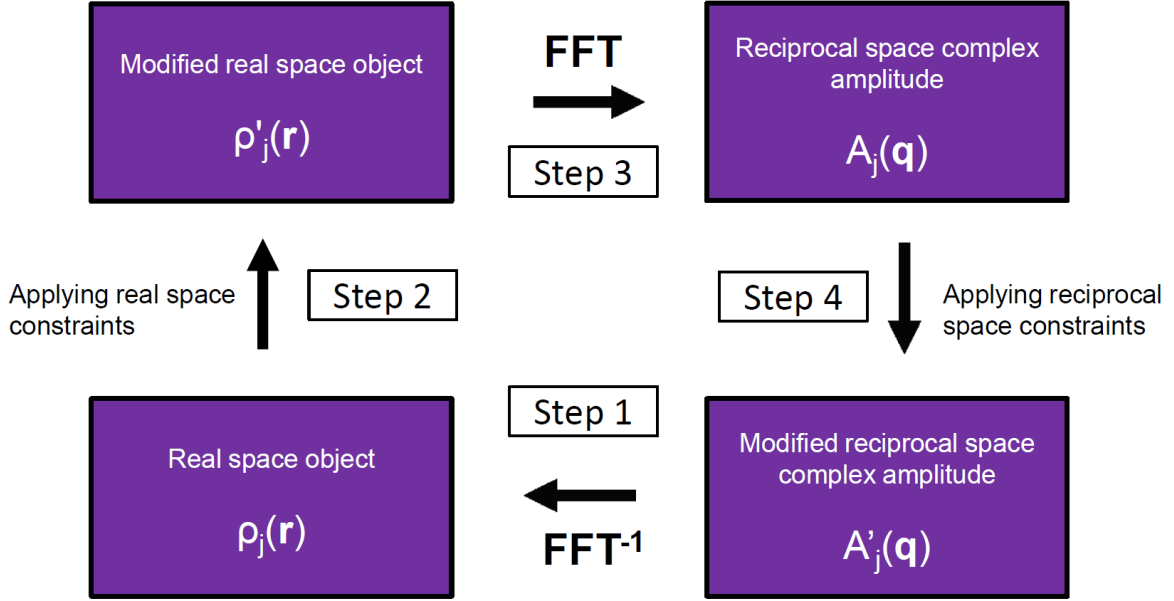 Modified real space object
ρ'j(r)
FFT
Step 3
Reciprocal space complex
amplitude
Aj(q)
Applying real space
constraints
Step 2
Step 4
Applying reciprocal
space constraints
Real space object
ρj(r)
Step 1
FFT-1
Modified reciprocal space
complex amplitude
A'j(q)